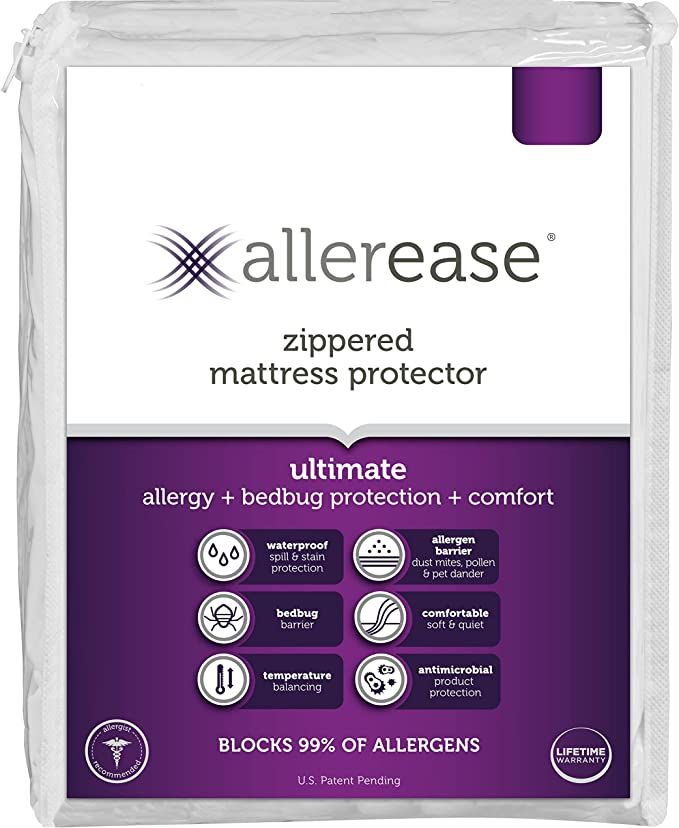 allerease®
zippered
mattress protector
ultimate
allergy + bedbug protection + comfort
waterproof
spill & stain
protection
allergen
barrier
dust mites, pollen
& pet dander
bedbug
barrier
comfortable
soft & quiet
temperature
balancing
antimicrobial
product
protection
allergist
recommended
BLOCKS 99% OF ALLERGENS
LIFETIME
WARRANTY
U.S. Patent Pending